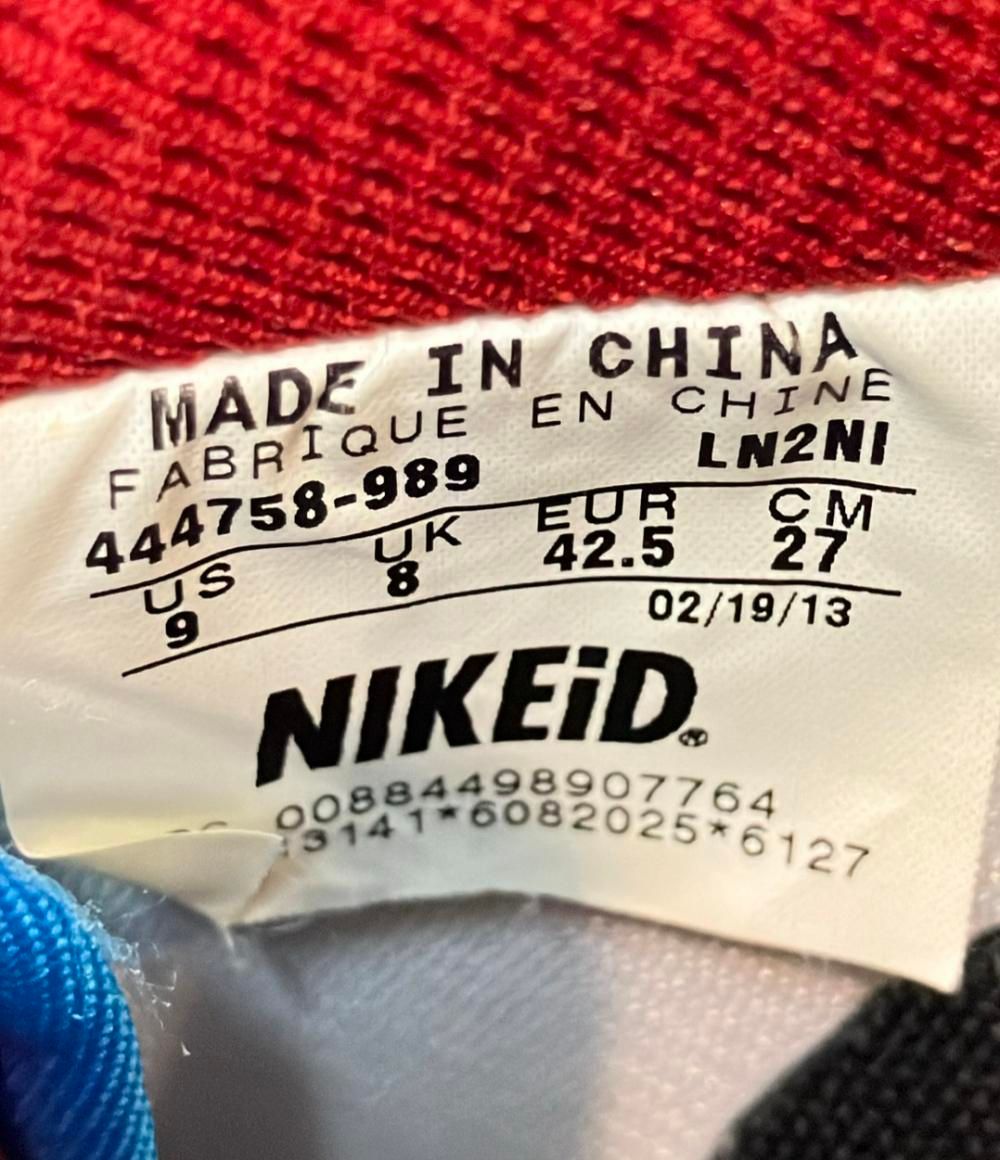 MADE IN CHINA
FABRIQUE EN CHINE
444758-989 LN2NI
US UK EUR CM
9 8 42.5 27
02/19/13
NIKEiD®
00884498907764
3141*6082025*6127